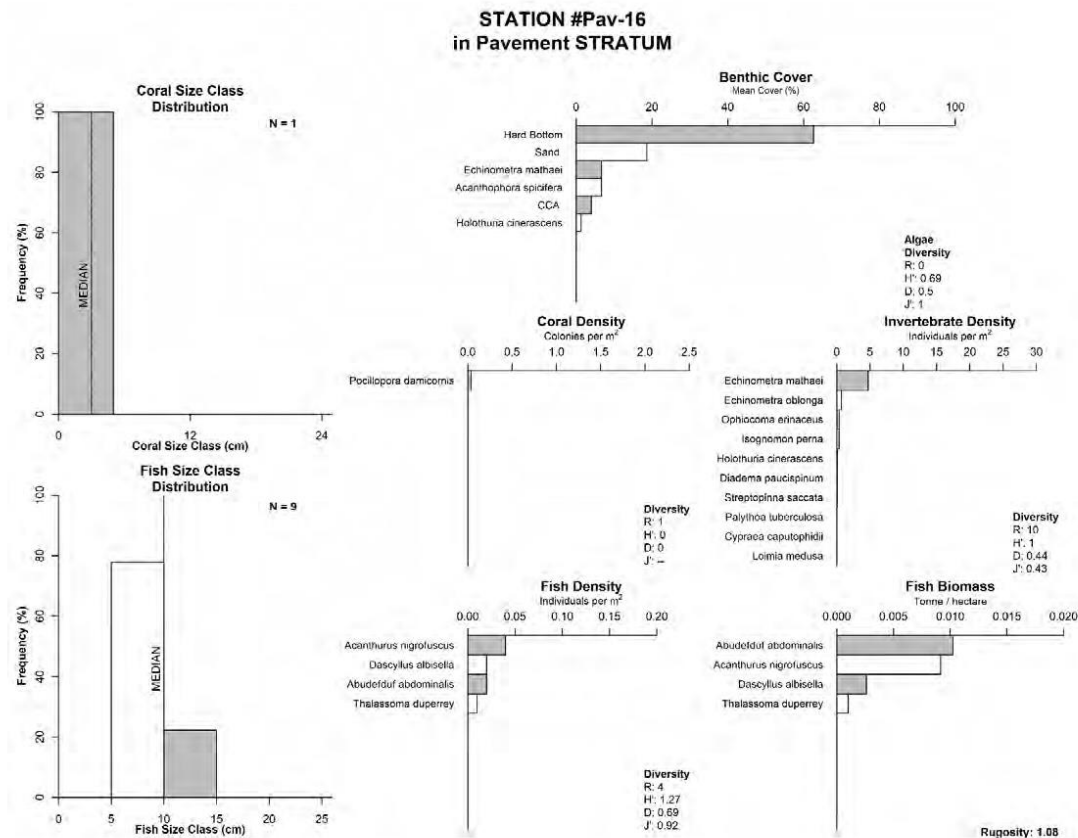 STATION #Pav-16
in Pavement STRATUM
Coral Size Class
Distribution
N = 1
Frequency (%)
0 20 40 60 80 100
MEDIAN
0 12 24
Coral Size Class (cm)
Benthic Cover
Mean Cover (%)
0 20 40 60 80 100
Hard Bottom
Sand
Echinometra mathaei
Acanthophora spicifera
CCA
Holothuria cinerascens
Algae
Diversity
R: 0
H': 0.69
D: 0.5
J': 1
Coral Density
Colonies per m²
0.0 0.5 1.0 1.5 2.0 2.5
Pocillopora damicornis
Diversity
R: 1
H': 0
D: 0
J': --
Invertebrate Density
Individuals per m²
0 5 10 15 20 25 30
Echinometra mathaei
Echinometra oblonga
Ophiocoma erinaceus
Isognomon perna
Holothuria cinerascens
Diadema paucispinum
Streptopinna saccata
Palythoa tuberculosa
Cypraea caputophidii
Loimia medusa
Diversity
R: 10
H': 1
D: 0.44
J': 0.43
Fish Size Class
Distribution
N = 9
Frequency (%)
0 20 40 60 80 100
MEDIAN
0 5 10 15 20 25
Fish Size Class (cm)
Fish Density
Individuals per m²
0.00 0.05 0.10 0.15 0.20
Acanthurus nigrofuscus
Dascyllus albisella
Abudefduf abdominalis
Thalassoma duperrey
Diversity
R: 4
H': 1.27
D: 0.69
J': 0.92
Fish Biomass
Tonne / hectare
0.000 0.005 0.010 0.015 0.020
Abudefduf abdominalis
Acanthurus nigrofuscus
Dascyllus albisella
Thalassoma duperrey
Rugosity: 1.08